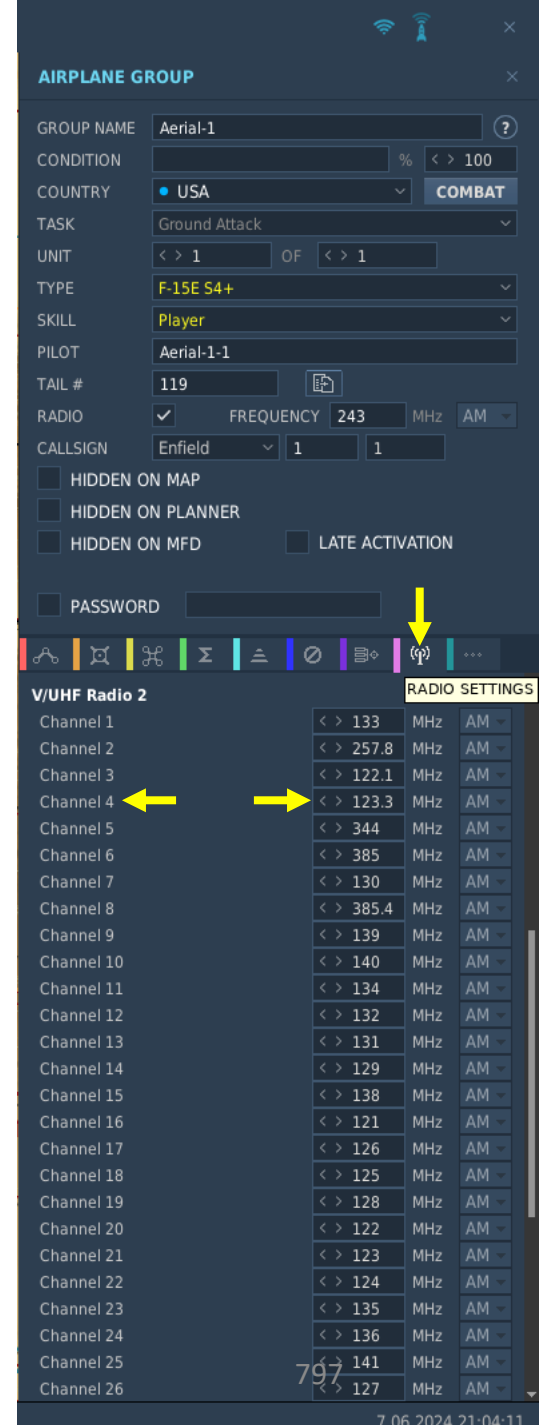 AIRPLANE GROUP
GROUP NAME Aerial-1 ?
CONDITION % < > 100
COUNTRY USA COMBAT
TASK Ground Attack
UNIT < > 1 OF < > 1
TYPE F-15E S4+
SKILL Player
PILOT Aerial-1-1
TAIL # 119
RADIO FREQUENCY 243 MHz AM
CALLSIGN Enfield 1 1
HIDDEN ON MAP
HIDDEN ON PLANNER
HIDDEN ON MFD LATE ACTIVATION
PASSWORD
RADIO SETTINGS
V/UHF Radio 2
Channel 1 < > 133 MHz AM
Channel 2 < > 257.8 MHz AM
Channel 3 < > 122.1 MHz AM
Channel 4 < > 123.3 MHz AM
Channel 5 < > 344 MHz AM
Channel 6 < > 385 MHz AM
Channel 7 < > 130 MHz AM
Channel 8 < > 385.4 MHz AM
Channel 9 < > 139 MHz AM
Channel 10 < > 140 MHz AM
Channel 11 < > 134 MHz AM
Channel 12 < > 132 MHz AM
Channel 13 < > 131 MHz AM
Channel 14 < > 129 MHz AM
Channel 15 < > 138 MHz AM
Channel 16 < > 121 MHz AM
Channel 17 < > 126 MHz AM
Channel 18 < > 125 MHz AM
Channel 19 < > 128 MHz AM
Channel 20 < > 122 MHz AM
Channel 21 < > 123 MHz AM
Channel 22 < > 124 MHz AM
Channel 23 < > 135 MHz AM
Channel 24 < > 136 MHz AM
Channel 25 < > 141 MHz AM
797
Channel 26 < > 127 MHz AM
7.06.2024 21:04:11